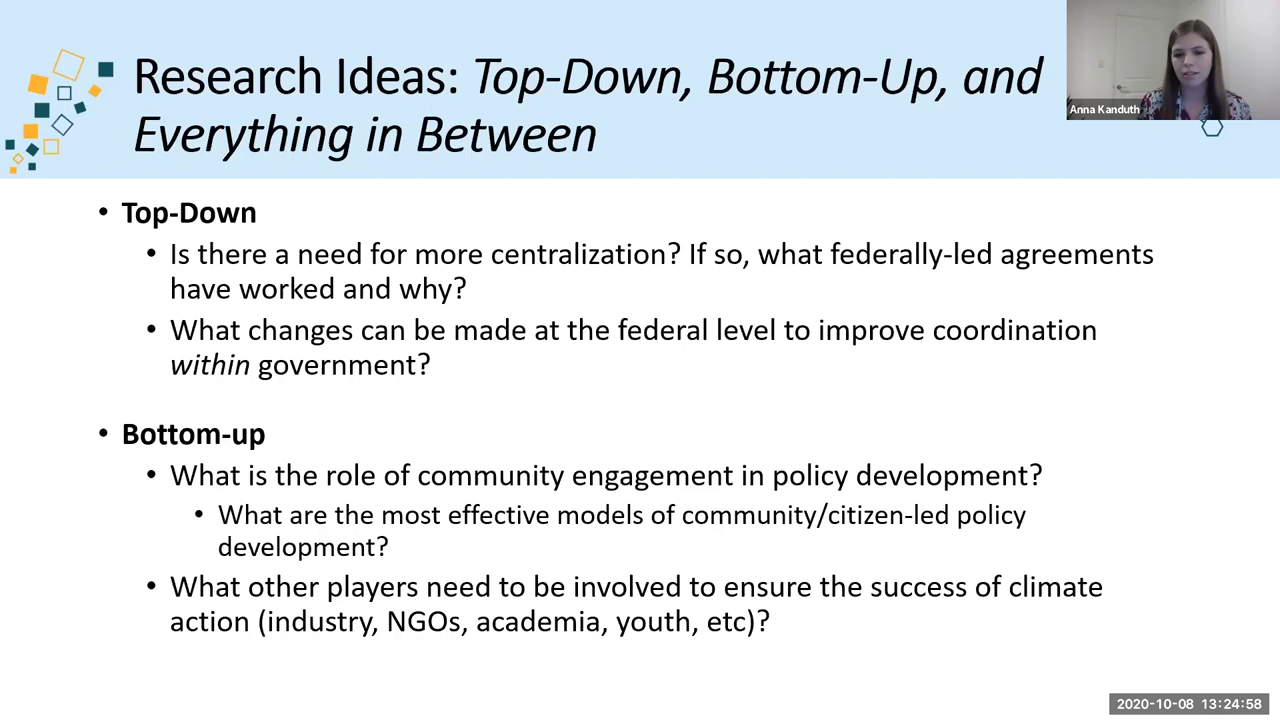 Research Ideas: Top-Down, Bottom-Up, and
Everything in Between
Anna Kanduth
• Top-Down
• Is there a need for more centralization? If so, what federally-led agreements
have worked and why?
• What changes can be made at the federal level to improve coordination
within government?
• Bottom-up
• What is the role of community engagement in policy development?
• What are the most effective models of community/citizen-led policy
development?
• What other players need to be involved to ensure the success of climate
action (industry, NGOs, academia, youth, etc)?
2020-10-08 13:24:58